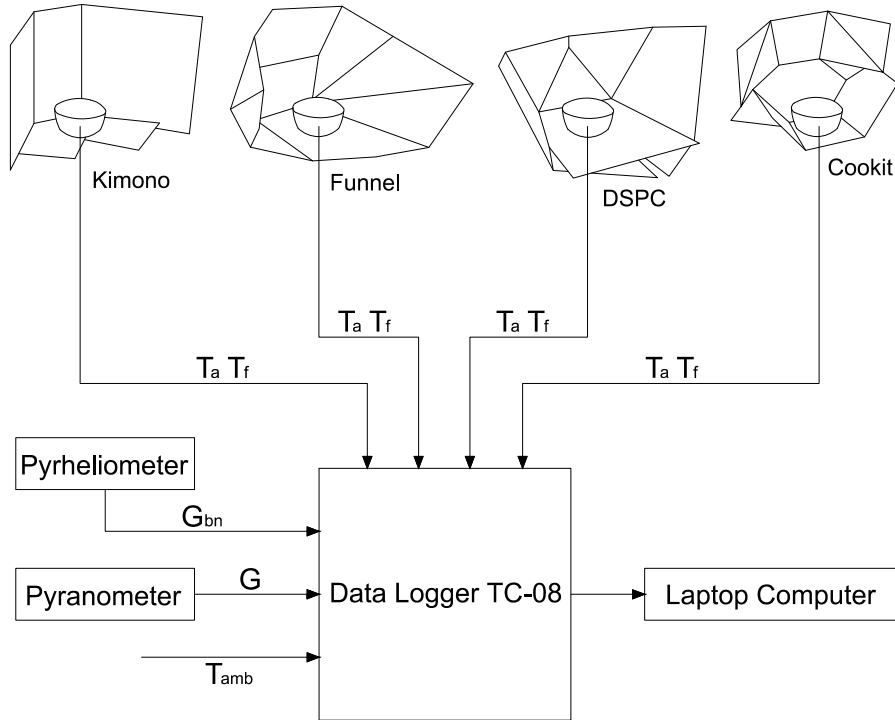 Kimono
Funnel
DSPC
Cookit
Ta Tf
Ta Tf
Ta Tf
Ta Tf
Pyrheliometer
Gbn
Pyranometer
G
Data Logger TC-08
Laptop Computer
Tamb